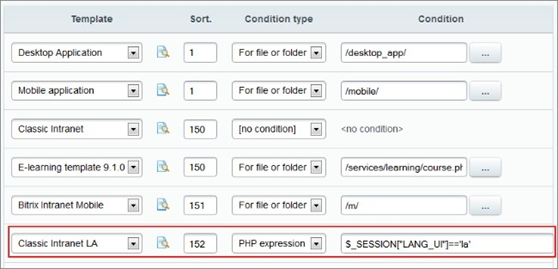 Template Sort. Condition type Condition
Desktop Application 1 For file or folder /desktop_app/ ...
Mobile application 1 For file or folder /mobile/ ...
Classic Intranet 150 [no condition] <no condition>
E-learning template 9.1.0 150 For file or folder /services/learning/course.ph ...
Bitrix Intranet Mobile 151 For file or folder /m/ ...
Classic Intranet LA 152 PHP expression $_SESSION["LANG_UI"]=='la'